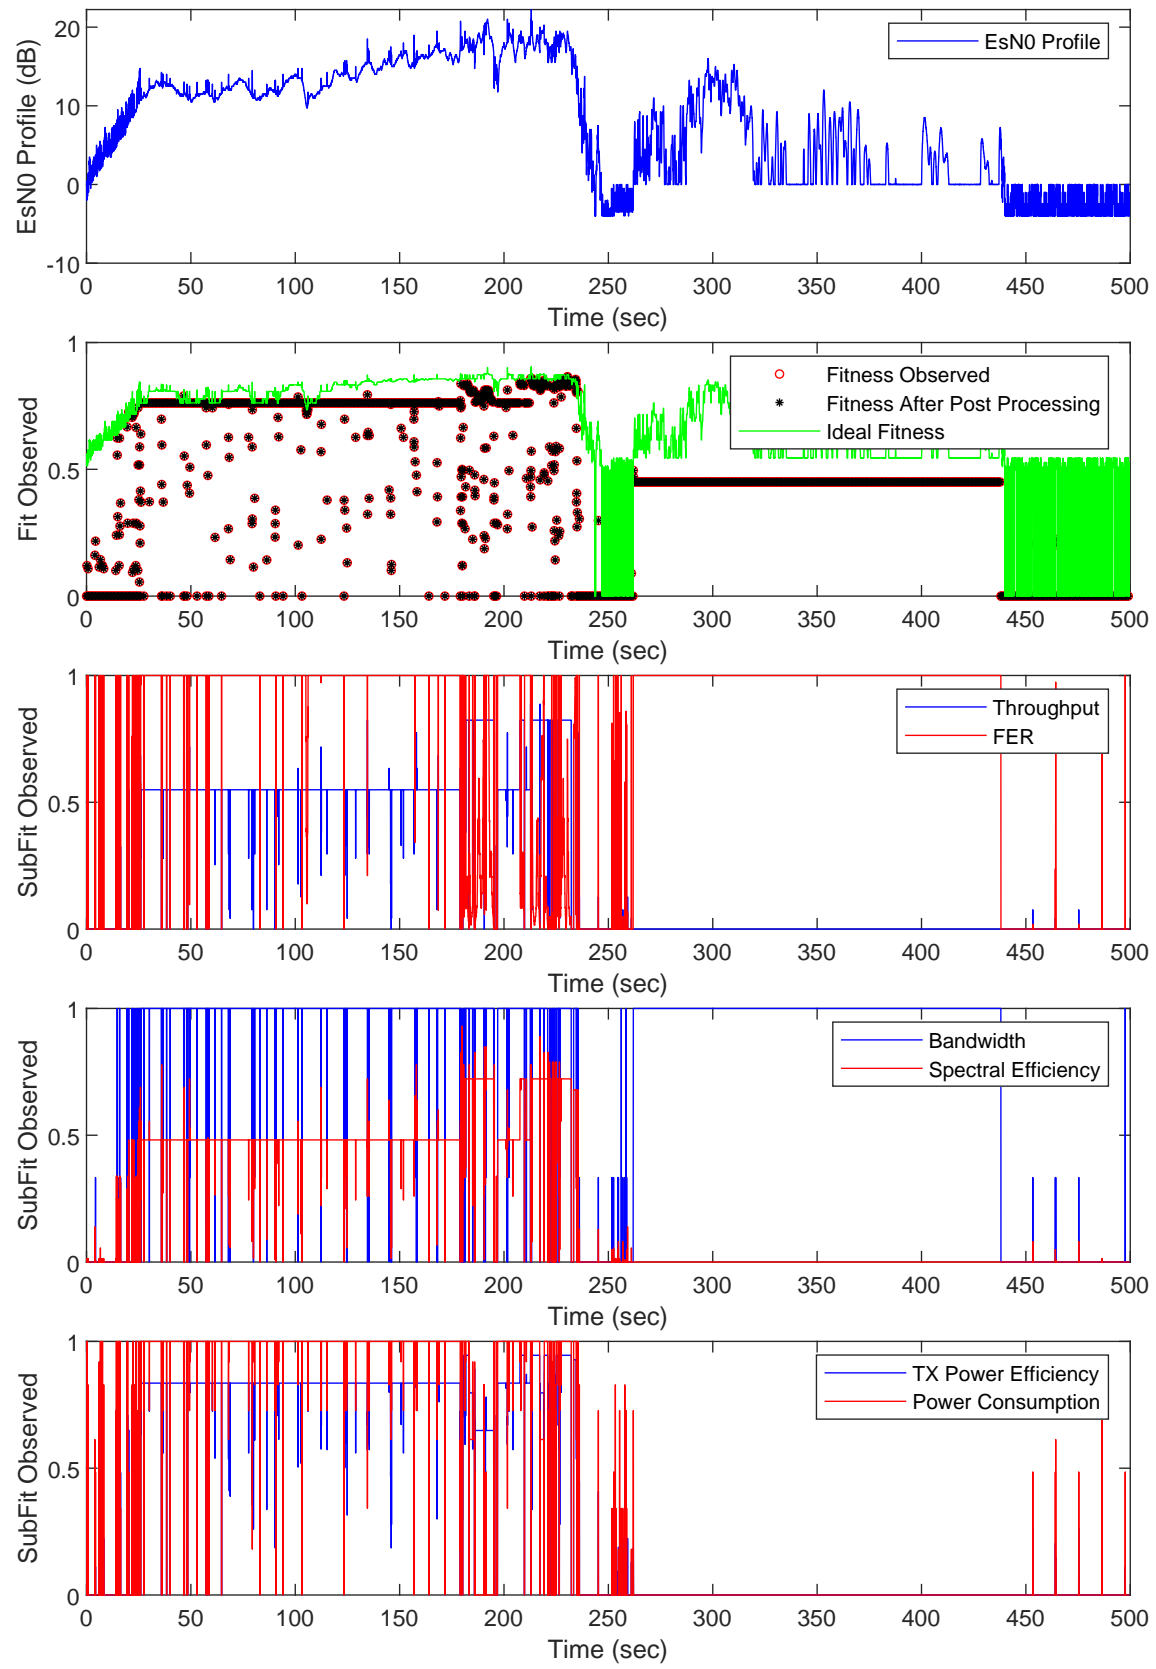 EsN0 Profile (dB)
20
10
0
-10
EsN0 Profile
0 50 100 150 200 250 300 350 400 450 500
Time (sec)
Fit Observed
1
0.5
0
Fitness Observed
Fitness After Post Processing
Ideal Fitness
0 50 100 150 200 250 300 350 400 450 500
Time (sec)
SubFit Observed
1
0.5
0
Throughput
FER
0 50 100 150 200 250 300 350 400 450 500
Time (sec)
SubFit Observed
1
0.5
0
Bandwidth
Spectral Efficiency
0 50 100 150 200 250 300 350 400 450 500
Time (sec)
SubFit Observed
1
0.5
0
TX Power Efficiency
Power Consumption
0 50 100 150 200 250 300 350 400 450 500
Time (sec)